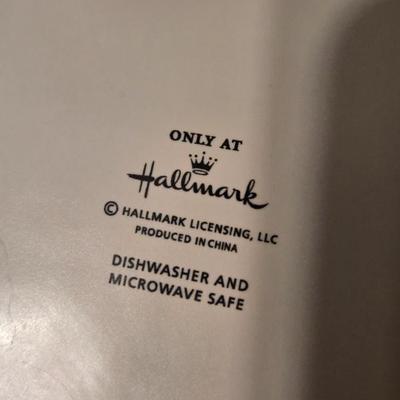 ONLY AT
Hallmark
© HALLMARK LICENSING, LLC
PRODUCED IN CHINA
DISHWASHER AND
MICROWAVE SAFE